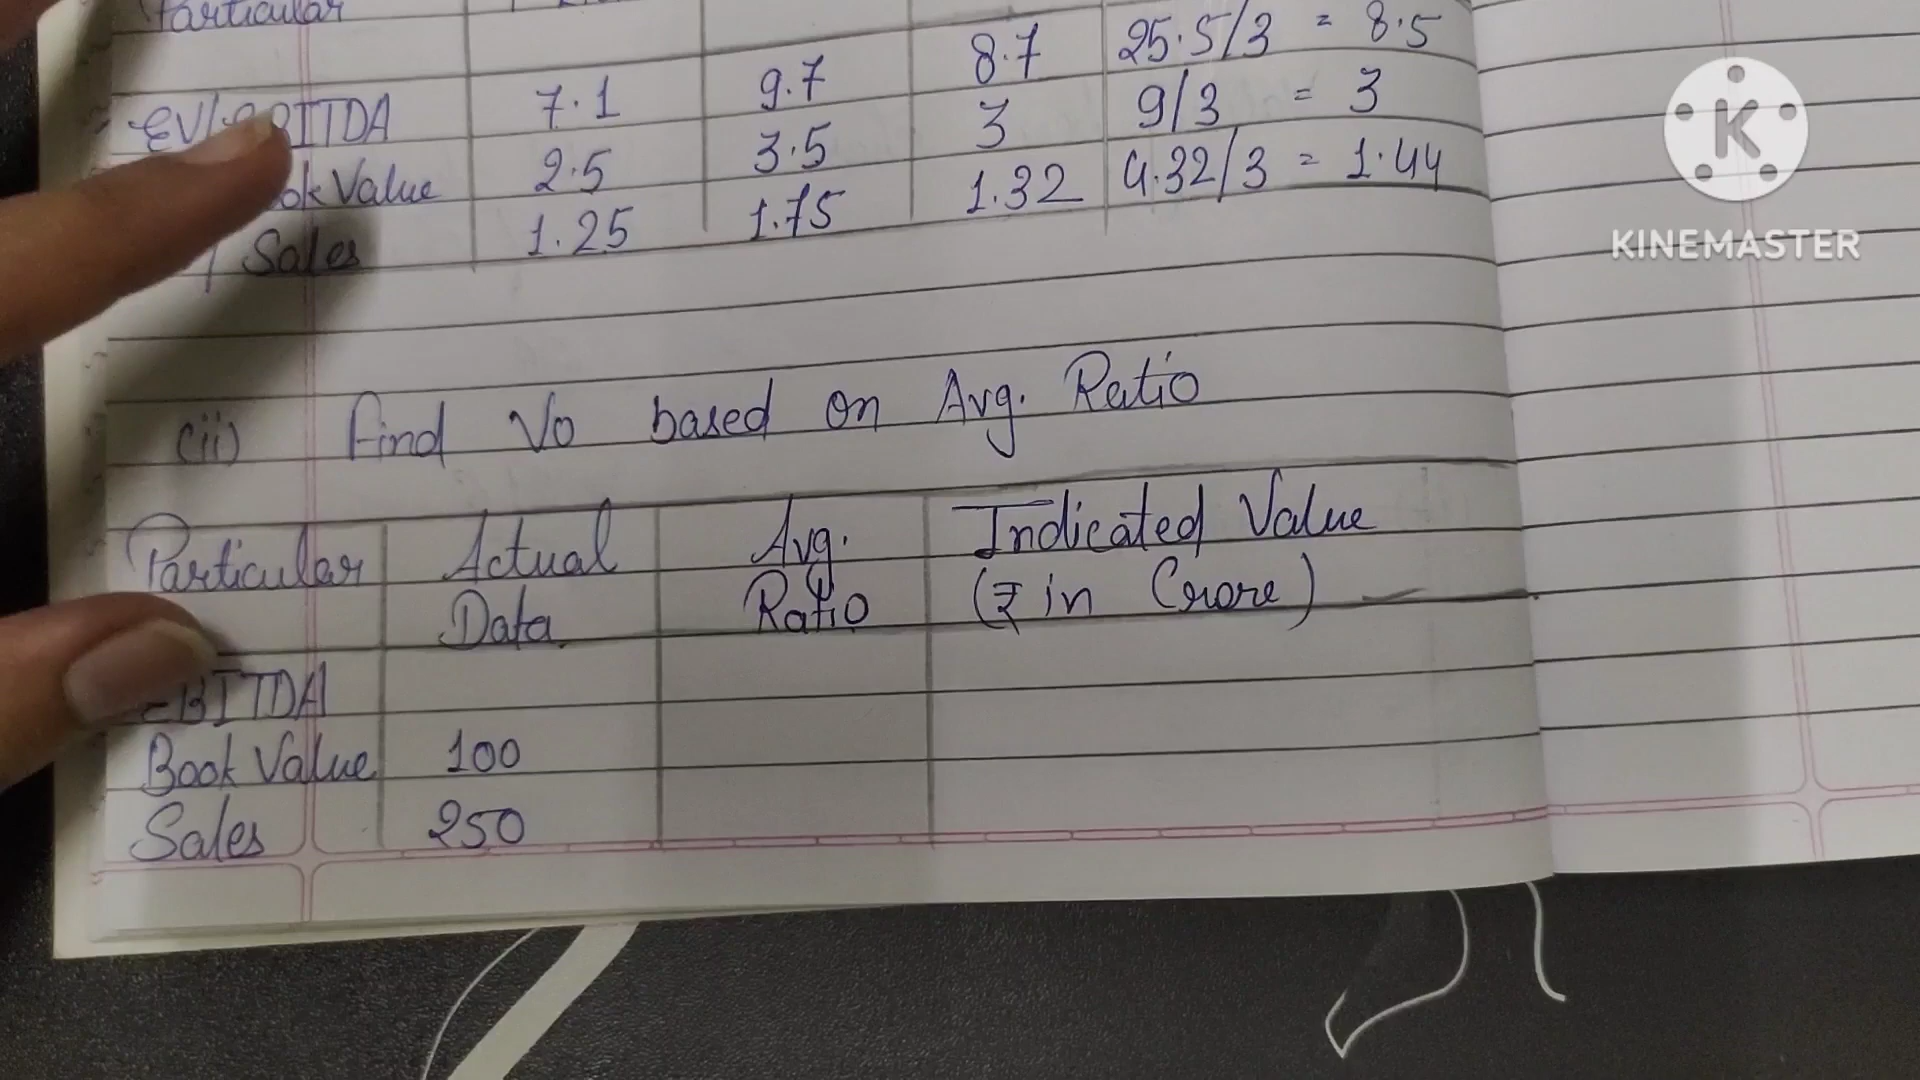 Particular
EV/EBITDA 7.1 9.7 8.7 25.5/3 = 8.5
Book Value 2.5 3.5 3 9/3 = 3
/ Sales 1.25 1.75 1.32 4.32/3 = 1.44
(ii) Find Vo based on Avg. Ratio
Particular Actual Data Avg. Ratio Indicated Value (₹ in Crore)
EBITDA
Book Value 100
Sales 250
K
KINEMASTER